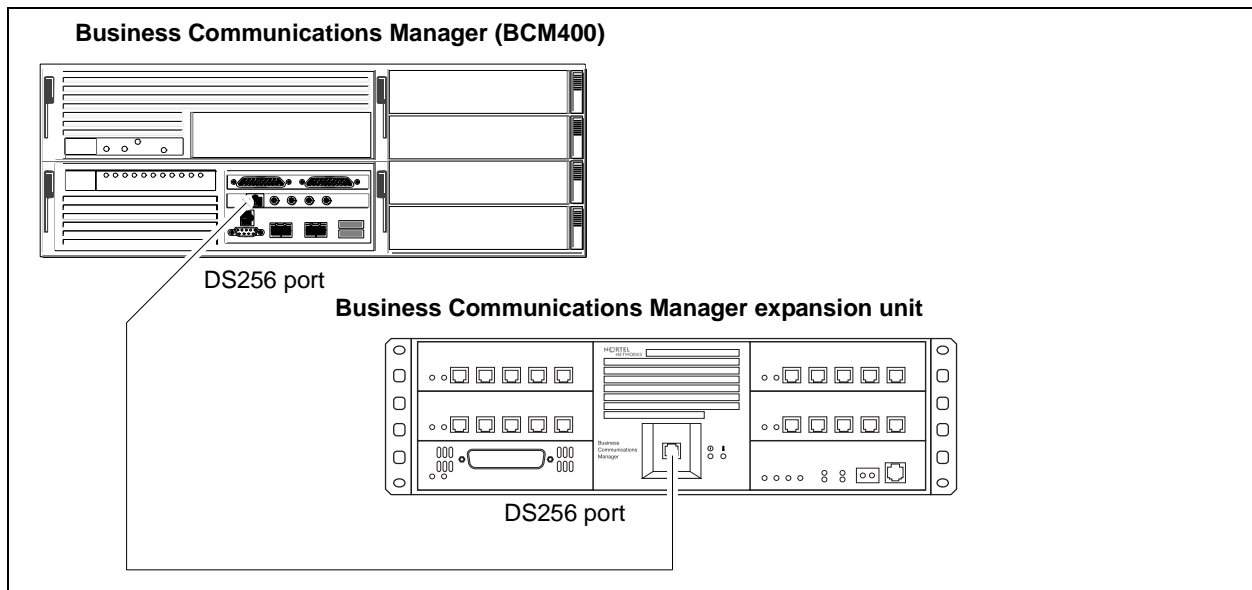 Business Communications Manager (BCM400)
DS256 port
Business Communications Manager expansion unit
NORTEL
NETWORKS
Business
Communications
Manager
DS256 port